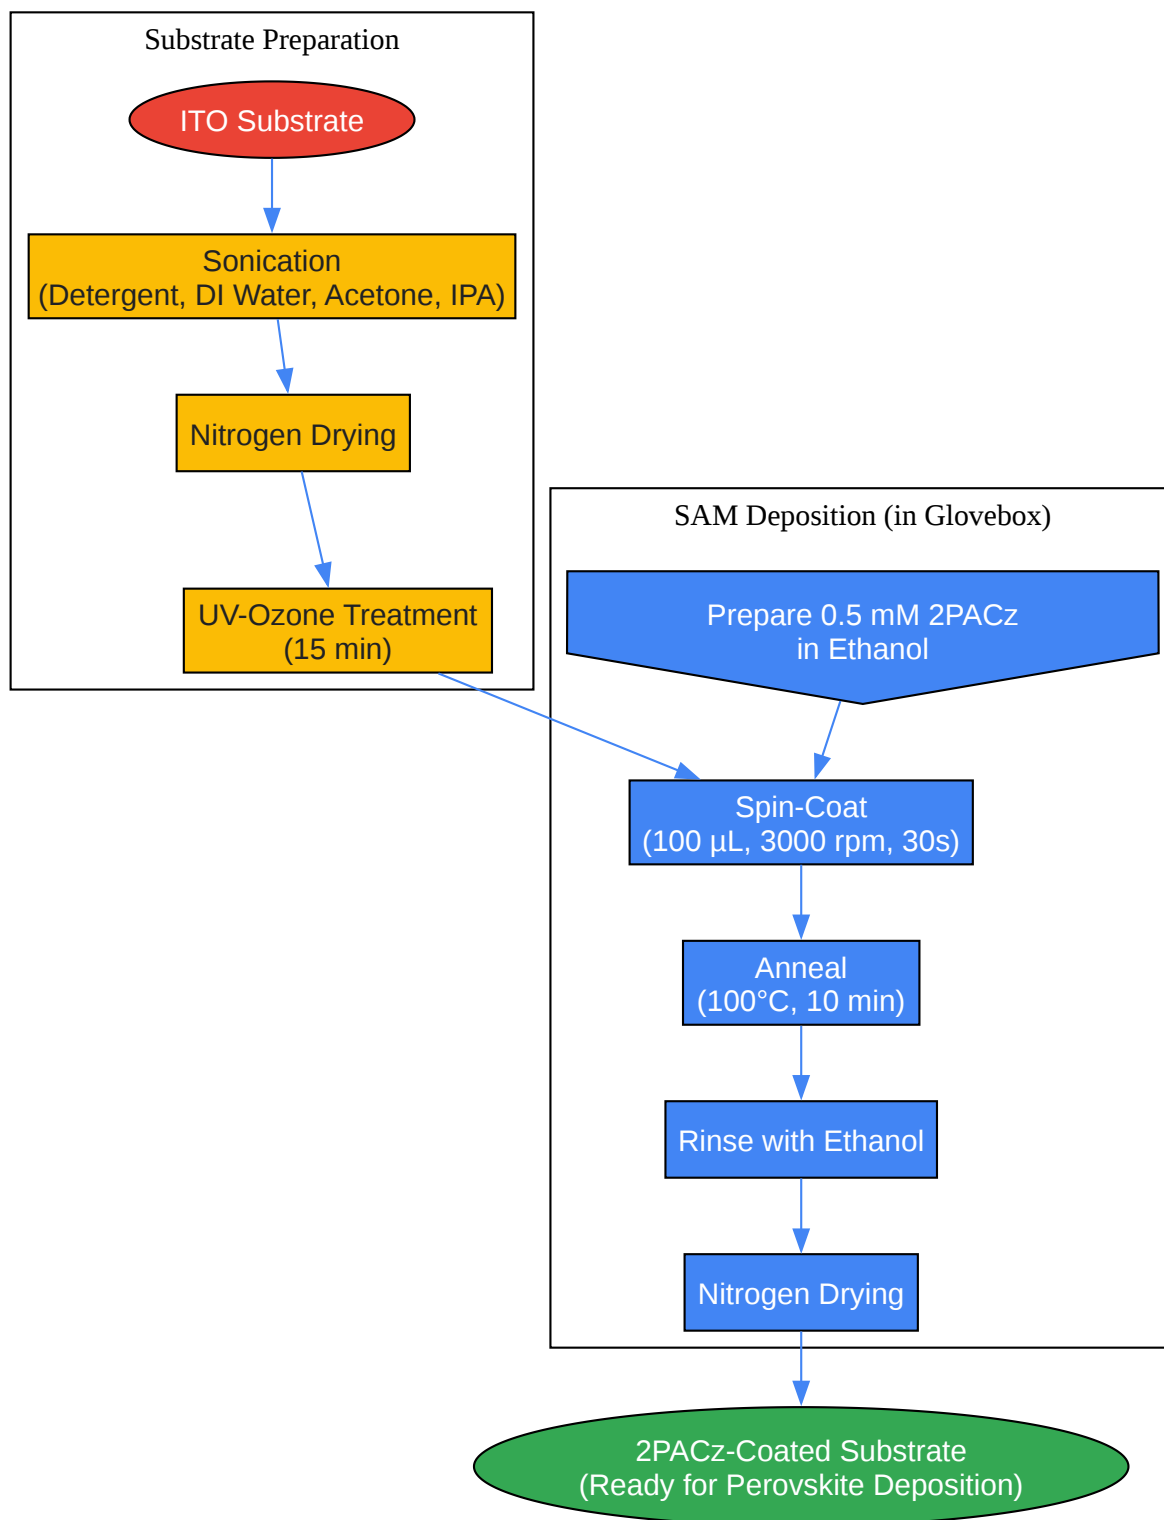 Substrate Preparation
ITO Substrate
Sonication
(Detergent, DI Water, Acetone, IPA)
Nitrogen Drying
UV-Ozone Treatment
(15 min)
SAM Deposition (in Glovebox)
Prepare 0.5 mM 2PACz
in Ethanol
Spin-Coat
(100 µL, 3000 rpm, 30s)
Anneal
(100°C, 10 min)
Rinse with Ethanol
Nitrogen Drying
2PACz-Coated Substrate
(Ready for Perovskite Deposition)